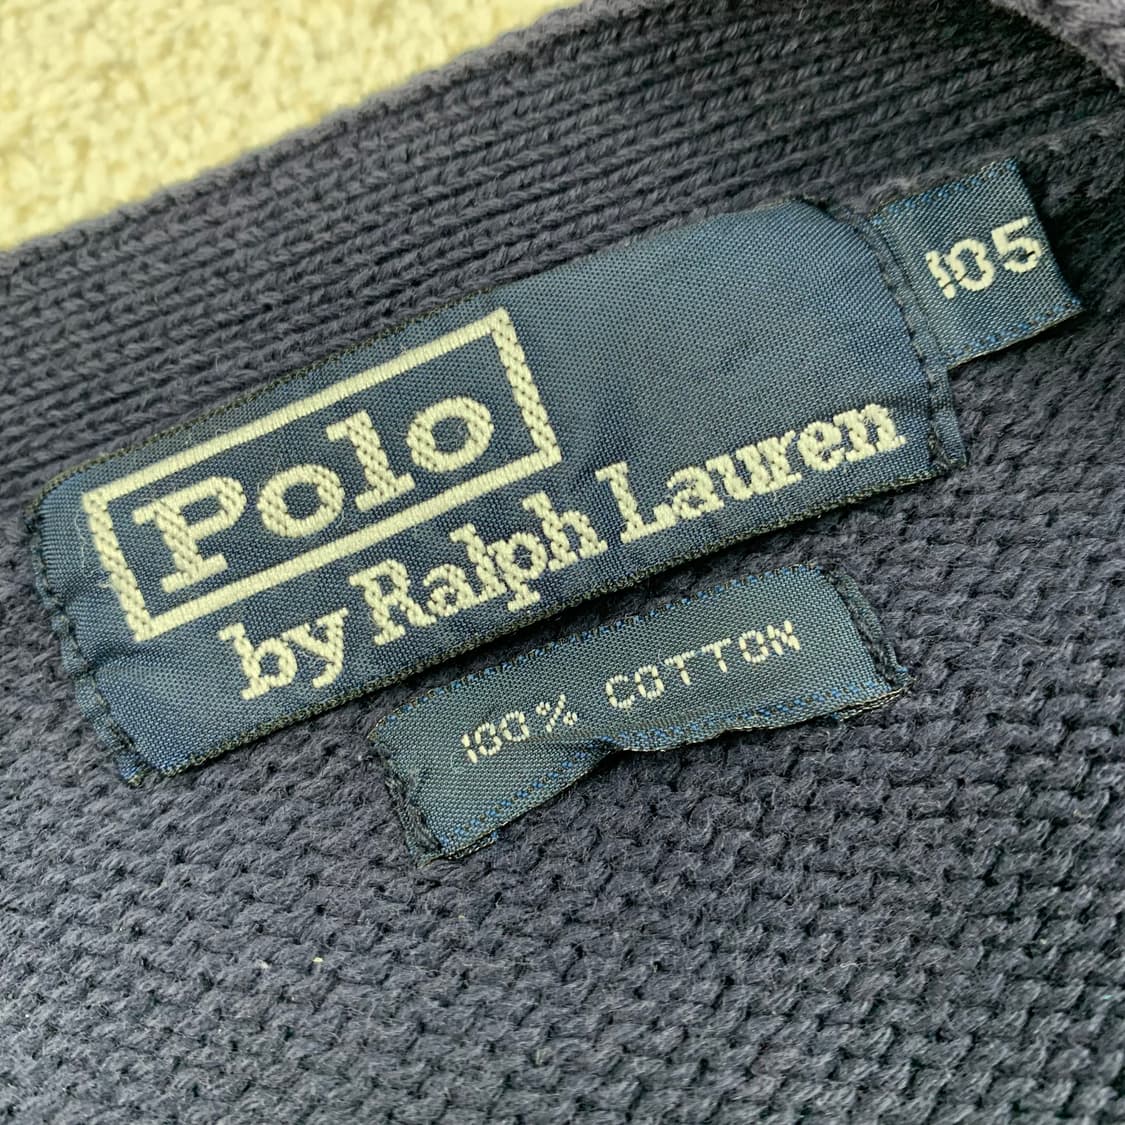 Polo
by Ralph Lauren
105
100% COTTON